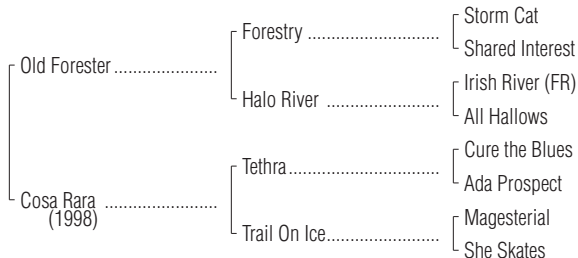 Storm Cat
Forestry
Shared Interest
Old Forester
Irish River (FR)
Halo River
All Hallows
Cure the Blues
Tethra
Ada Prospect
Cosa Rara
(1998)
Magesterial
Trail On Ice
She Skates